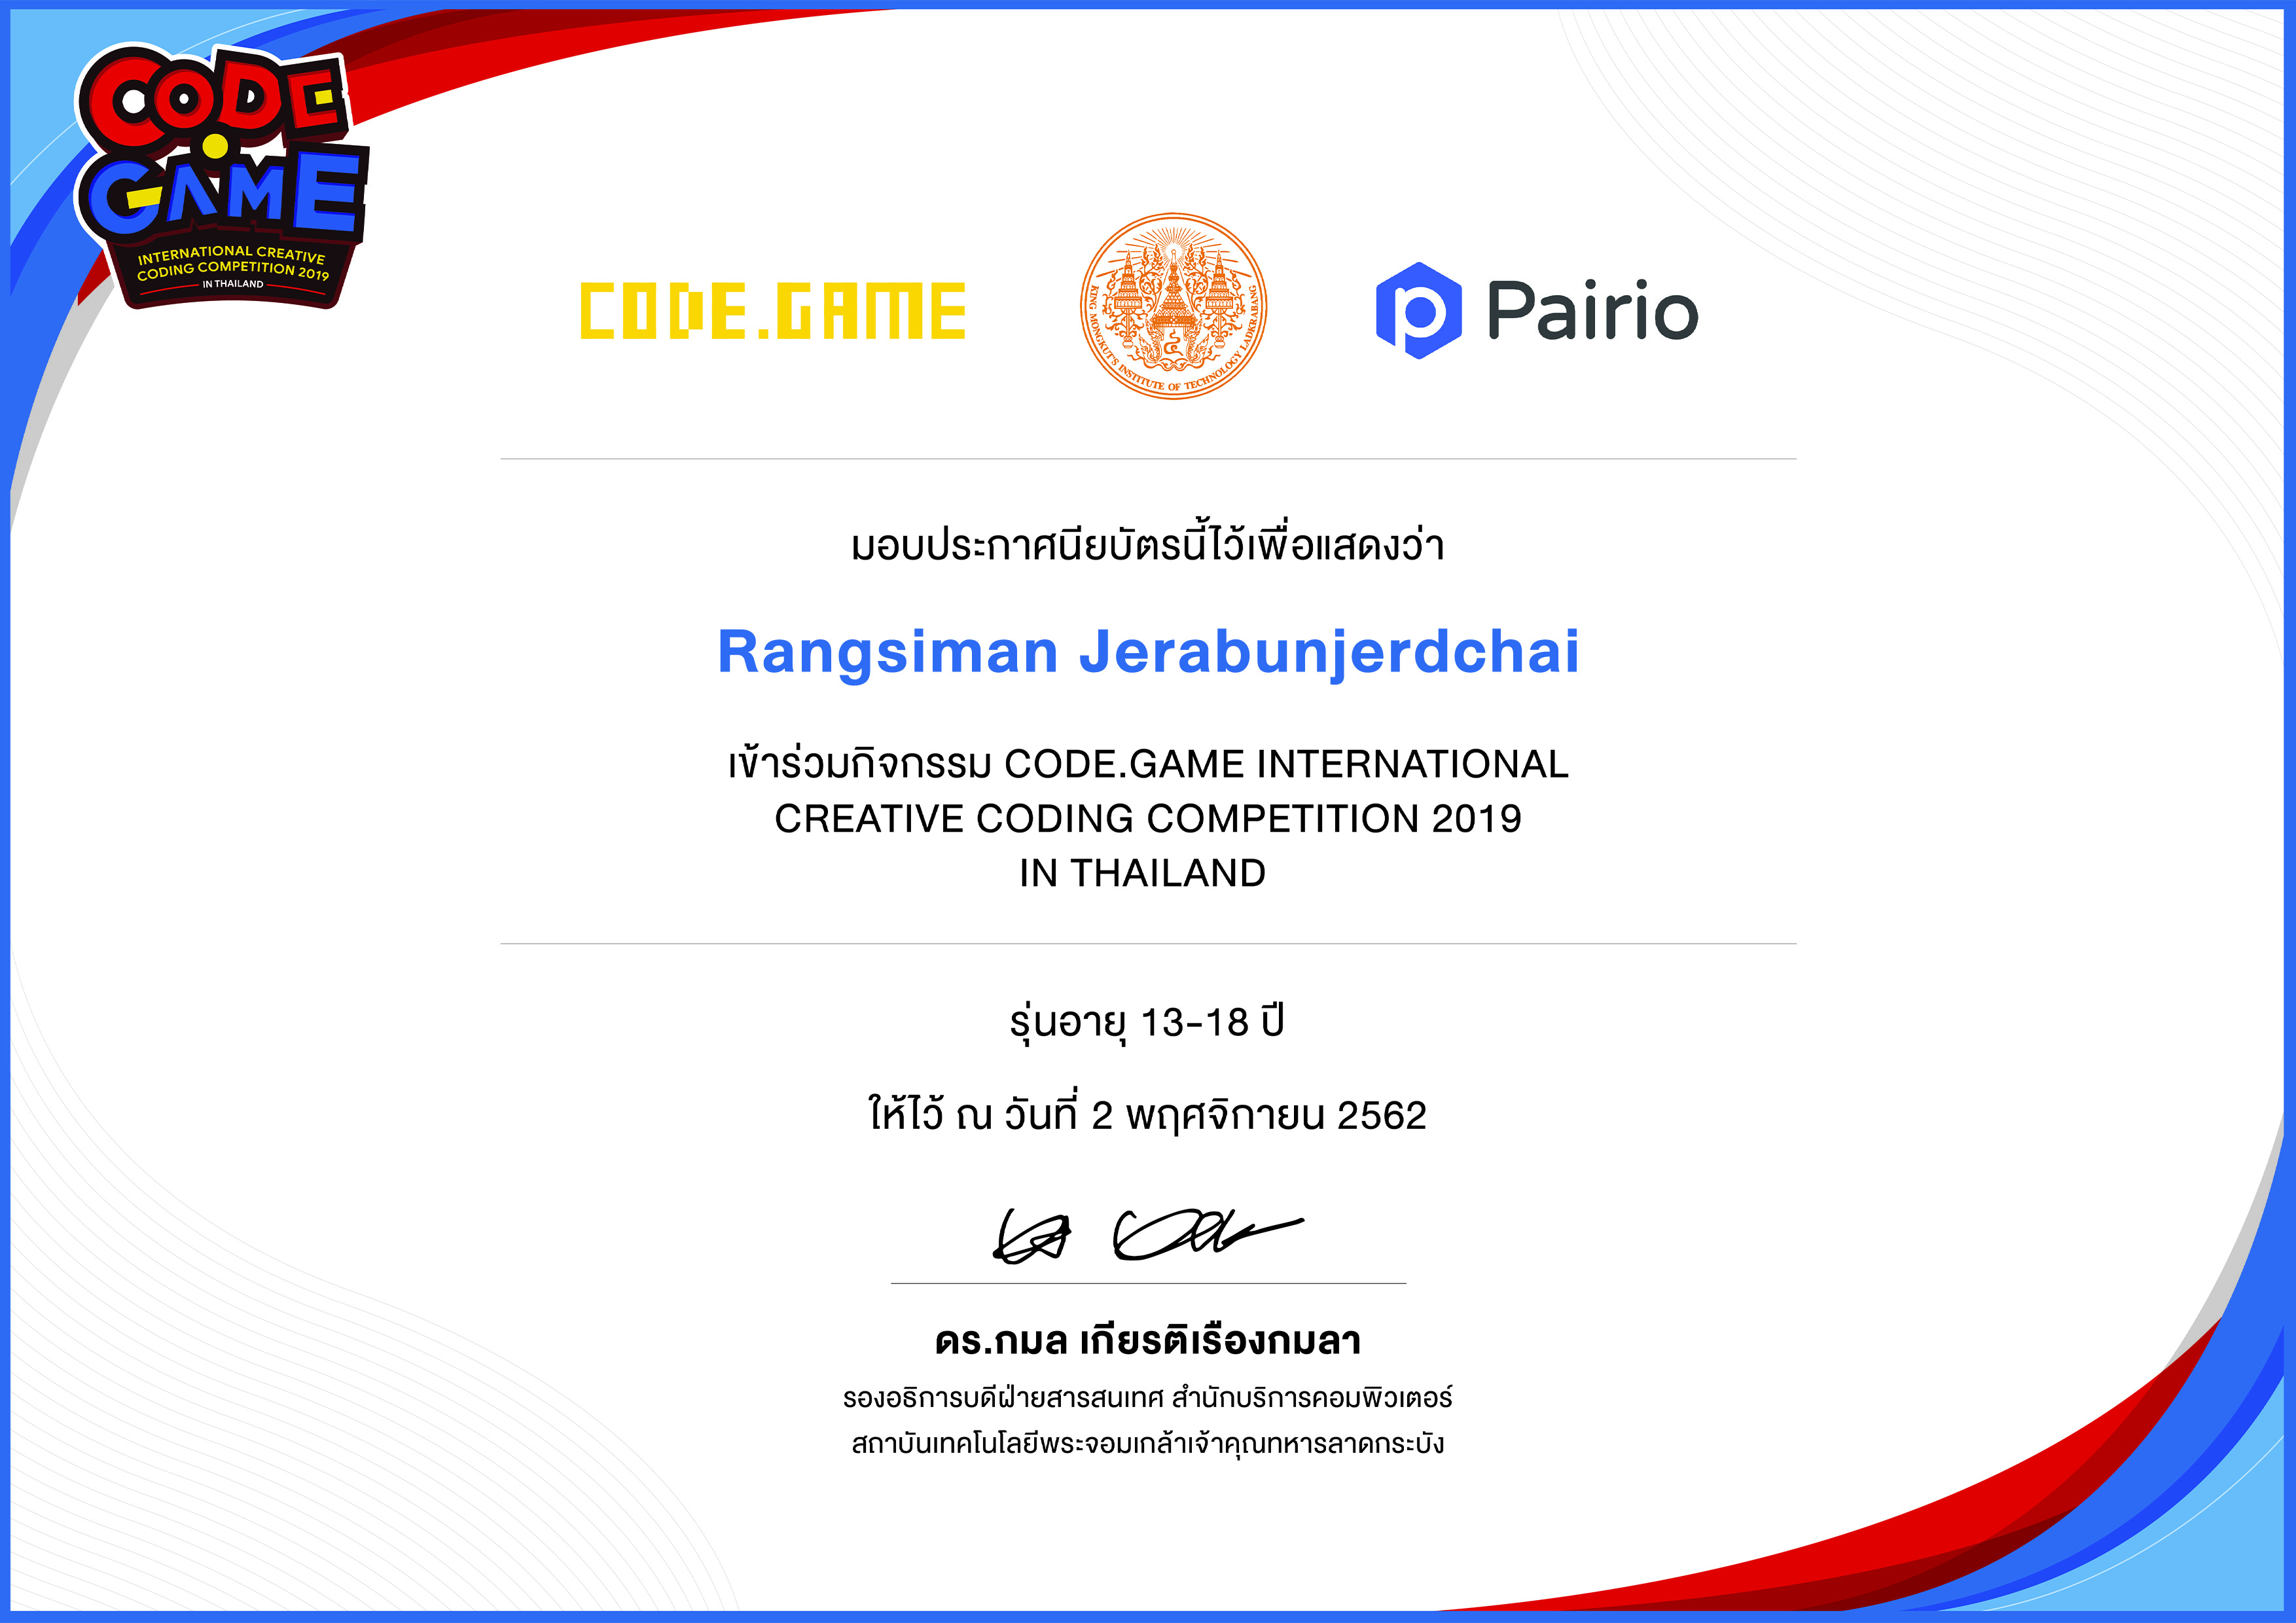 CODE
GAME
INTERNATIONAL CREATIVE
CODING COMPETITION 2019
IN THAILAND
CODE.GAME
KING MONGKUT'S INSTITUTE OF TECHNOLOGY LADKRABANG
Pairio
มอบประกาศนียบัตรนี้ไว้เพื่อแสดงว่า
Rangsiman Jerabunjerdchai
เข้าร่วมกิจกรรม CODE.GAME INTERNATIONAL
CREATIVE CODING COMPETITION 2019
IN THAILAND
รุ่นอายุ 13-18 ปี
ให้ไว้ ณ วันที่ 2 พฤศจิกายน 2562
ดร.กมล เกียรติเรืองกมลา
รองอธิการบดีฝ่ายสารสนเทศ สำนักบริการคอมพิวเตอร์
สถาบันเทคโนโลยีพระจอมเกล้าเจ้าคุณทหารลาดกระบัง